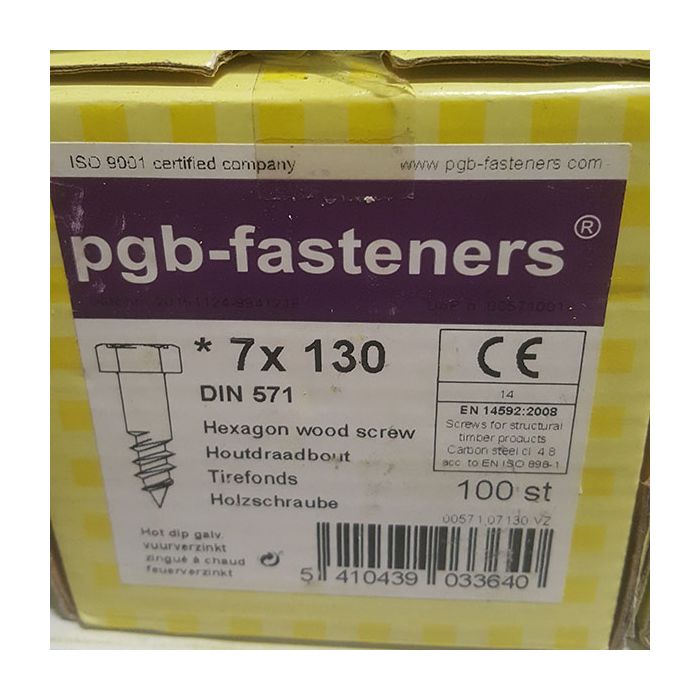 ISO 9001 certified company
www pgb-fasteners com
pgb-fasteners®
* 7x 130
DIN 571
Hexagon wood screw
Houtdraadbout
Tirefonds
Holzschraube
CE
14
EN 14592:2008
Screws for structural
timber products
Carbon steel cl 4.8
acc to EN ISO 898-1
100 st
00571 07130 VZ
Hot dip galv.
vuurverzinkt
zingué à chaud
feuerverzinkt
5 410439 033640